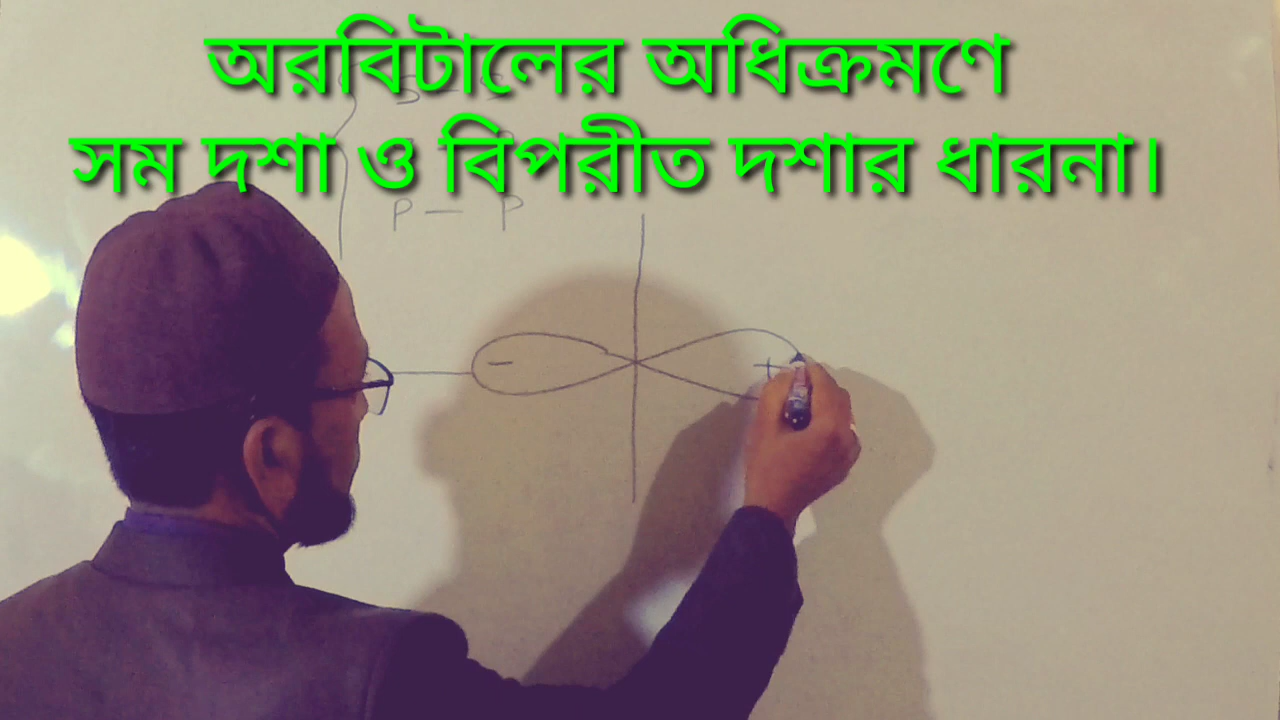 অরবিটালের অধিক্রমণে
সম দশা ও বিপরীত দশার ধারনা।
S - S
P - P
-
+